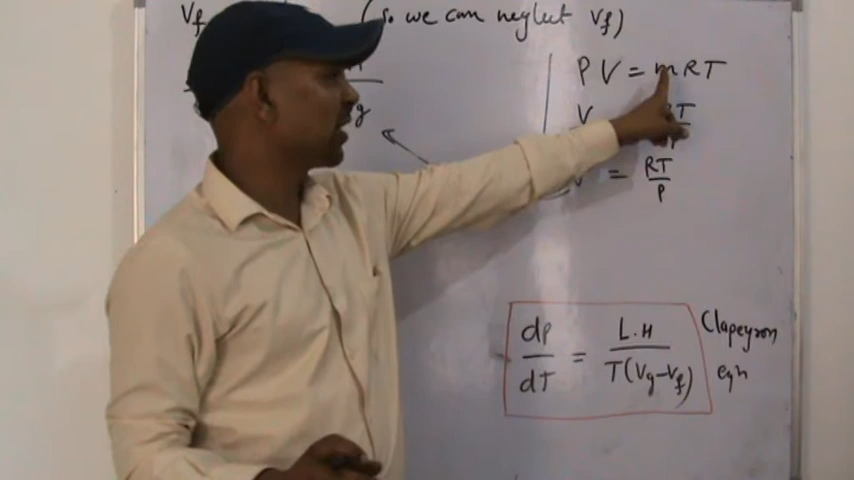 Vf (so we can neglect Vf)
g
PV = mRT
V RT
V = RT
P
dp = L.H
dT T(Vg-Vf)
Clapeyron
eqn